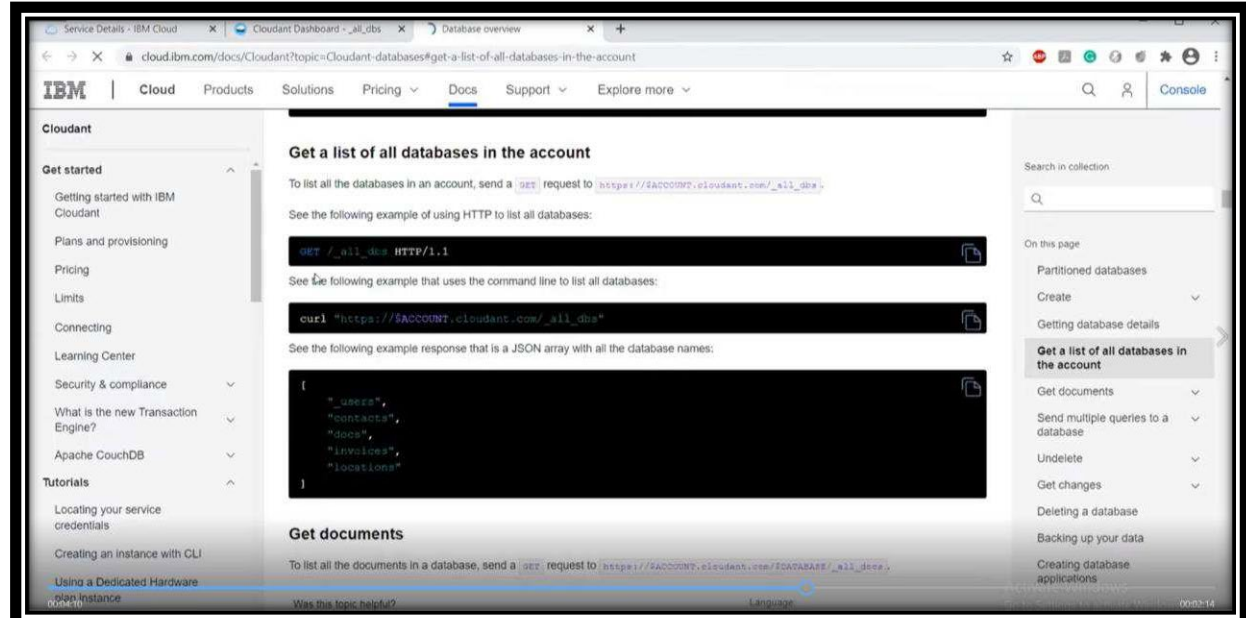 Service Details - IBM Cloud
Cloudant Dashboard - _all_dbs
Database overview
cloud.ibm.com/docs/Cloudant?topic=Cloudant-databases#get-a-list-of-all-databases-in-the-account
IBM Cloud Products Solutions Pricing Docs Support Explore more Console
Cloudant
Get started
Getting started with IBM
Cloudant
Plans and provisioning
Pricing
Limits
Connecting
Learning Center
Security & compliance
What is the new Transaction
Engine?
Apache CouchDB
Tutorials
Locating your service
credentials
Creating an instance with CLI
Using a Dedicated Hardware
plan instance
Get a list of all databases in the account
To list all the databases in an account, send a GET request to https://$ACCOUNT.cloudant.com/_all_dbs.
See the following example of using HTTP to list all databases:
GET /_all_dbs HTTP/1.1
See the following example that uses the command line to list all databases:
curl "https://$ACCOUNT.cloudant.com/_all_dbs"
See the following example response that is a JSON array with all the database names:
[
"_users",
"contacts",
"docs",
"invoices",
"locations"
]
Get documents
To list all the documents in a database, send a GET request to https://$ACCOUNT.cloudant.com/$DATABASE/_all_docs.
Was this topic helpful?
Language:
Search in collection
On this page
Partitioned databases
Create
Getting database details
Get a list of all databases in
the account
Get documents
Send multiple queries to a
database
Undelete
Get changes
Deleting a database
Backing up your data
Creating database
applications
00:04:10
00:02:14